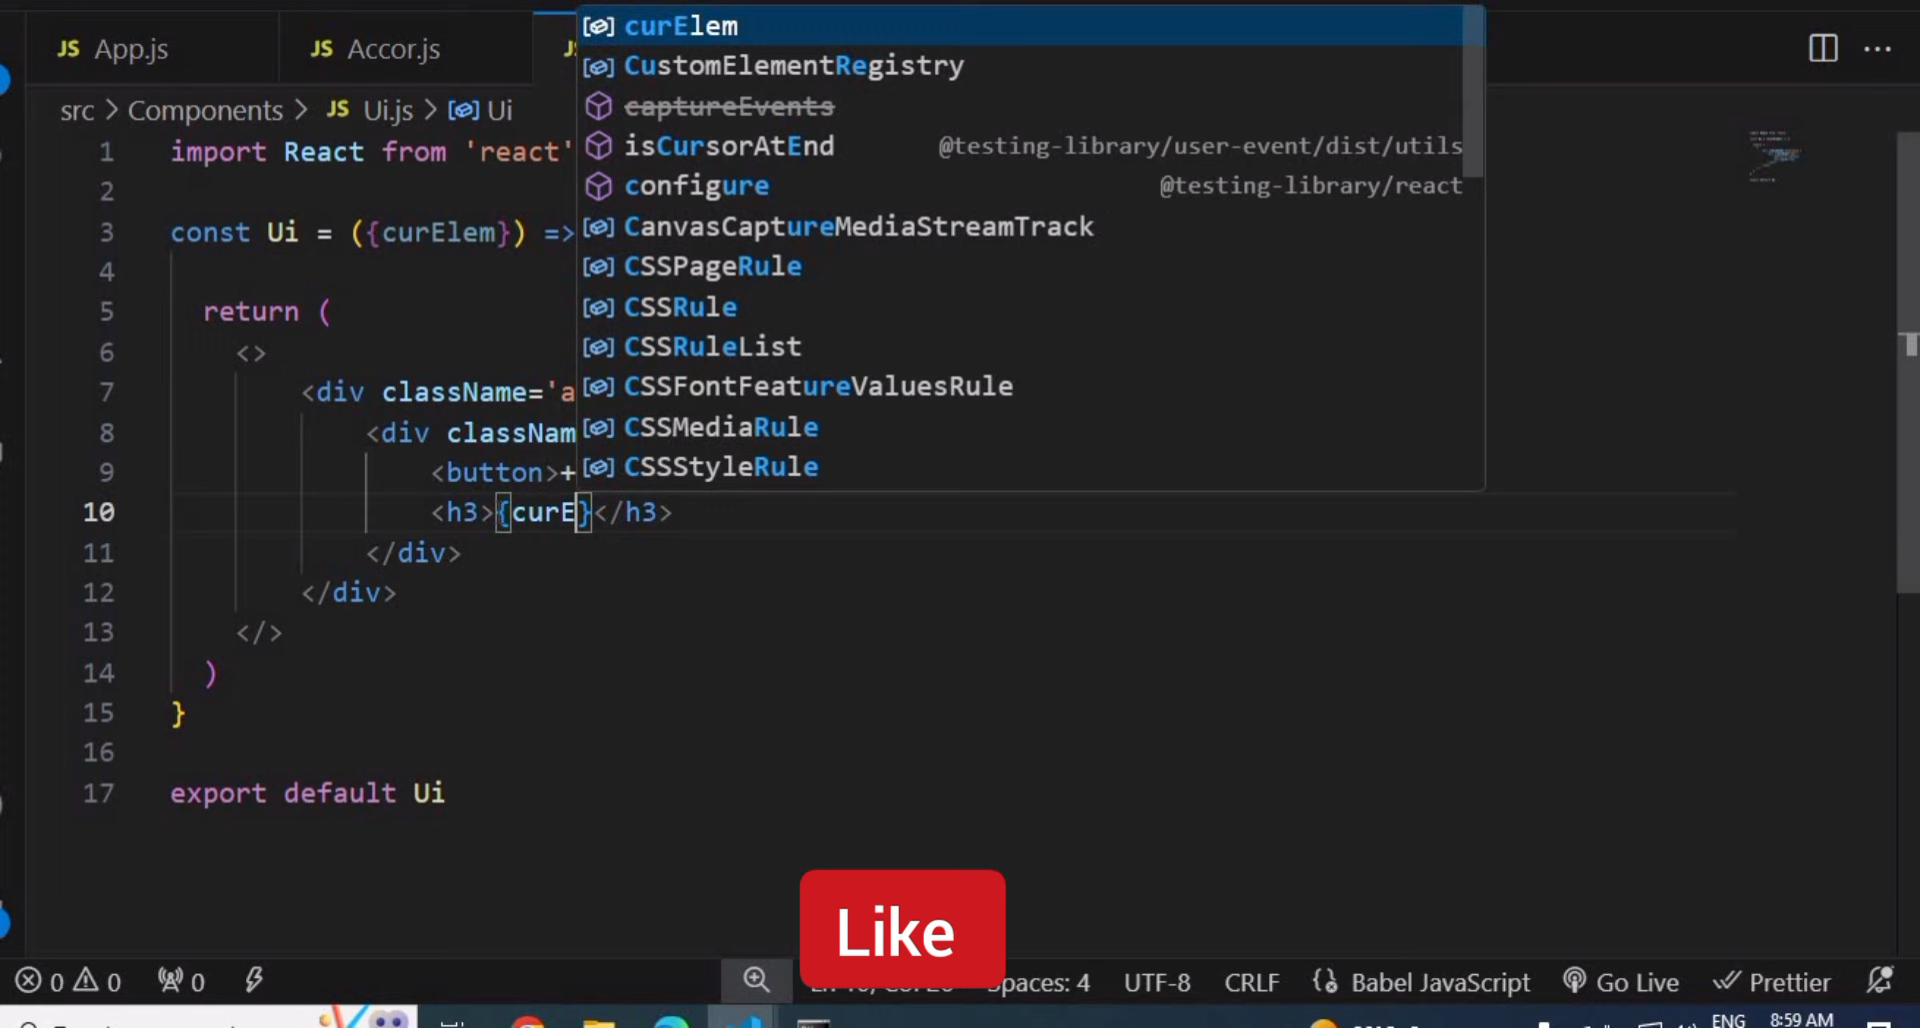 JS App.js
JS Accor.js
src > Components > JS Ui.js > Ui
1 import React from 'react'
2
3 const Ui = ({curElem}) =>
4
5 return (
6 <>
7 <div className='a
8 <div classNam
9 <button>+
10 <h3>{curE}</h3>
11 </div>
12 </div>
13 </>
14 )
15 }
16
17 export default Ui
curElem
CustomElementRegistry
captureEvents
isCursorAtEnd @testing-library/user-event/dist/utils
configure @testing-library/react
CanvasCaptureMediaStreamTrack
CSSPageRule
CSSRule
CSSRuleList
CSSFontFeatureValuesRule
CSSMediaRule
CSSStyleRule
Like
0 0 0 Spaces: 4 UTF-8 CRLF Babel JavaScript Go Live Prettier
ENG 8:59 AM